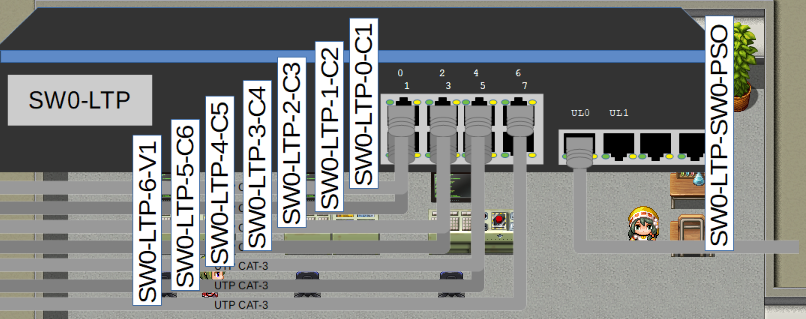 SW0-LTP
SW0-LTP-6-V1
SW0-LTP-5-C6
SW0-LTP-4-C5
SW0-LTP-3-C4
SW0-LTP-2-C3
SW0-LTP-1-C2
SW0-LTP-0-C1
0 2 4 6
1 3 5 7
UL0 UL1
SW0-LTP-SW0-PSO
UTP CAT-3
UTP CAT-3
UTP CAT-3